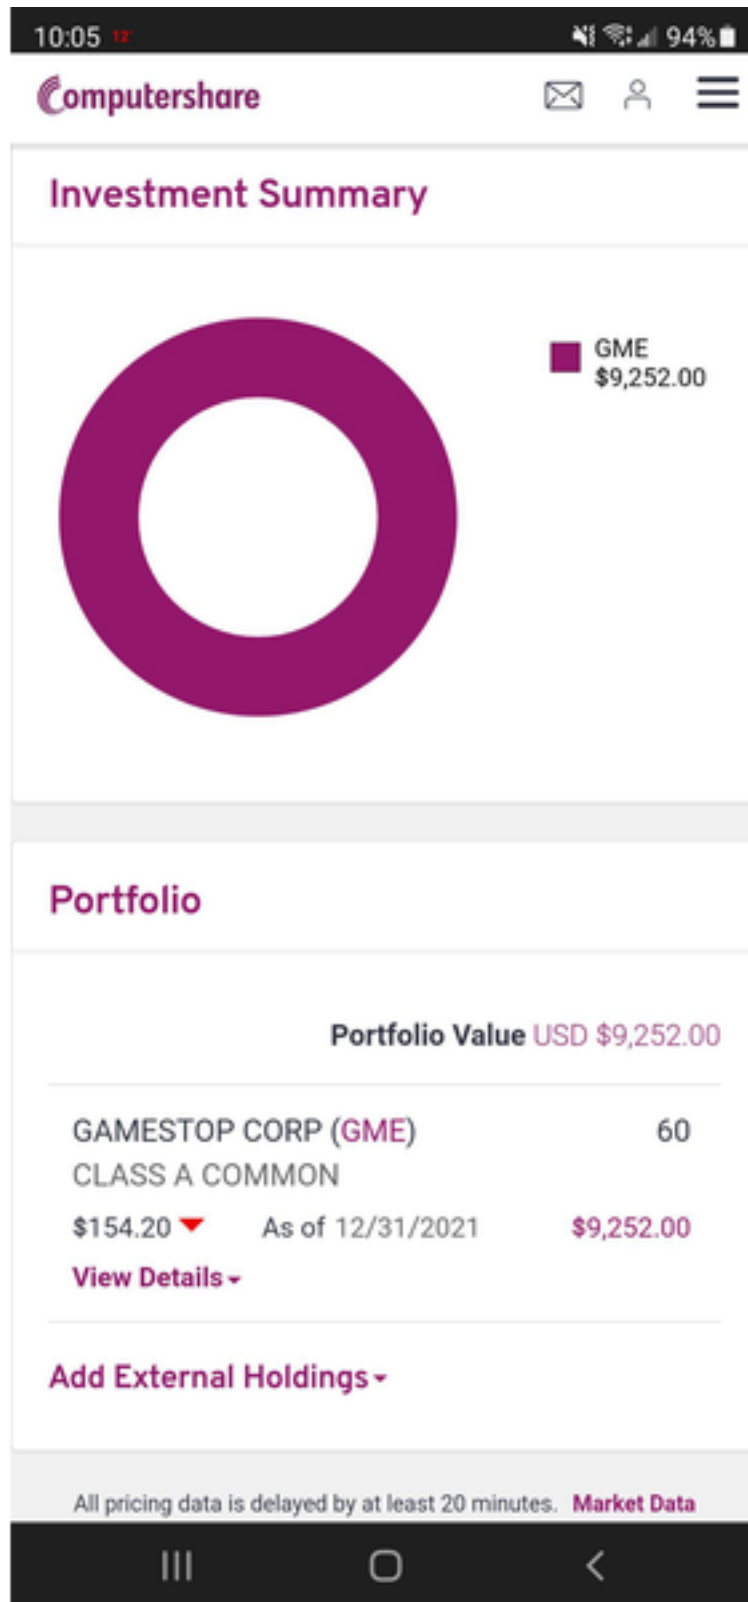 10:05 12°
94%
Computershare
Investment Summary
GME
$9,252.00
Portfolio
Portfolio Value USD $9,252.00
GAMESTOP CORP (GME) 60
CLASS A COMMON
$154.20 As of 12/31/2021 $9,252.00
View Details
Add External Holdings
All pricing data is delayed by at least 20 minutes. Market Data